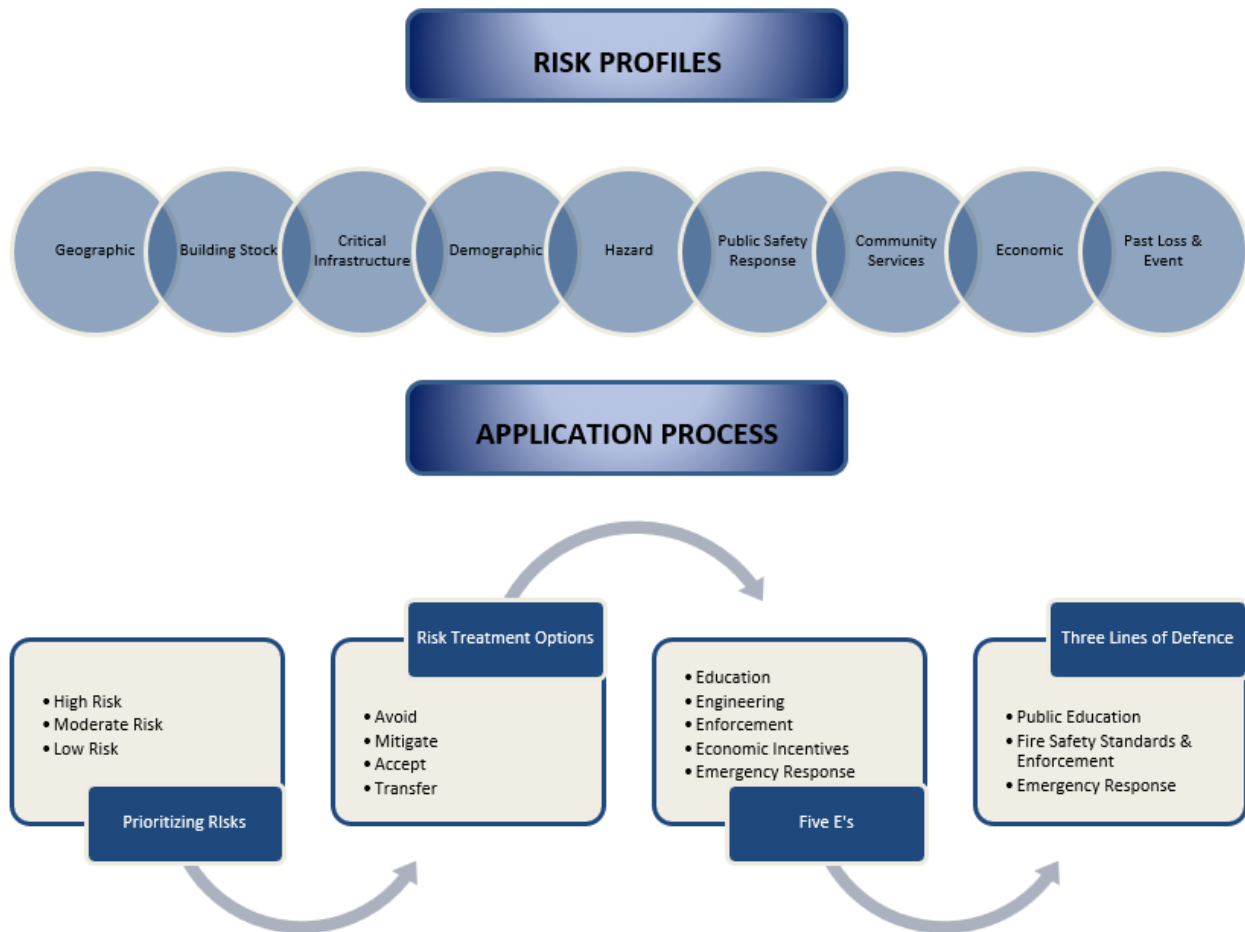 RISK PROFILES
Geographic
Building Stock
Critical
Infrastructure
Demographic
Hazard
Public Safety
Response
Community
Services
Economic
Past Loss &
Event
APPLICATION PROCESS
• High Risk
• Moderate Risk
• Low Risk
Prioritizing RIsks
Risk Treatment Options
• Avoid
• Mitigate
• Accept
• Transfer
• Education
• Engineering
• Enforcement
• Economic Incentives
• Emergency Response
Five E's
Three Lines of Defence
• Public Education
• Fire Safety Standards &
Enforcement
• Emergency Response